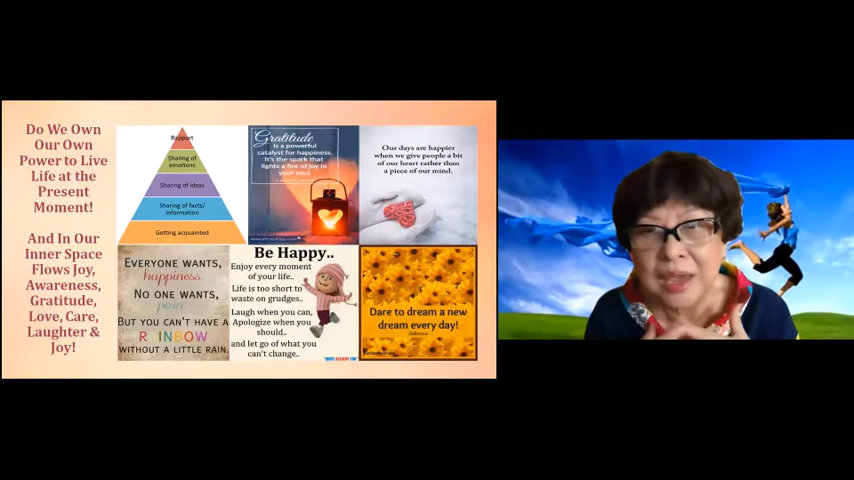 Do We Own
Our Own
Power to Live
Life at the
Present
Moment!
And In Our
Inner Space
Flows Joy,
Awareness,
Gratitude,
Love, Care,
Laughter &
Joy!
Rapport
Sharing of
emotions
Sharing of ideas
Sharing of facts/
information
Getting acquainted
Gratitude
is a powerful
catalyst for happiness.
It's the spark that
lights a fire of joy in
your soul.
Our days are happier
when we give people a bit
of our heart rather than
a piece of our mind.
EVERYONE WANTS,
happiness.
NO ONE WANTS,
pain.
BUT YOU CAN'T HAVE A
RAINBOW
WITHOUT A LITTLE RAIN.
Be Happy..
Enjoy every moment
of your life..
Life is too short to
waste on grudges..
Laugh when you can,
Apologize when you
should..
and let go of what you
can't change..
Dare to dream a new
dream every day!